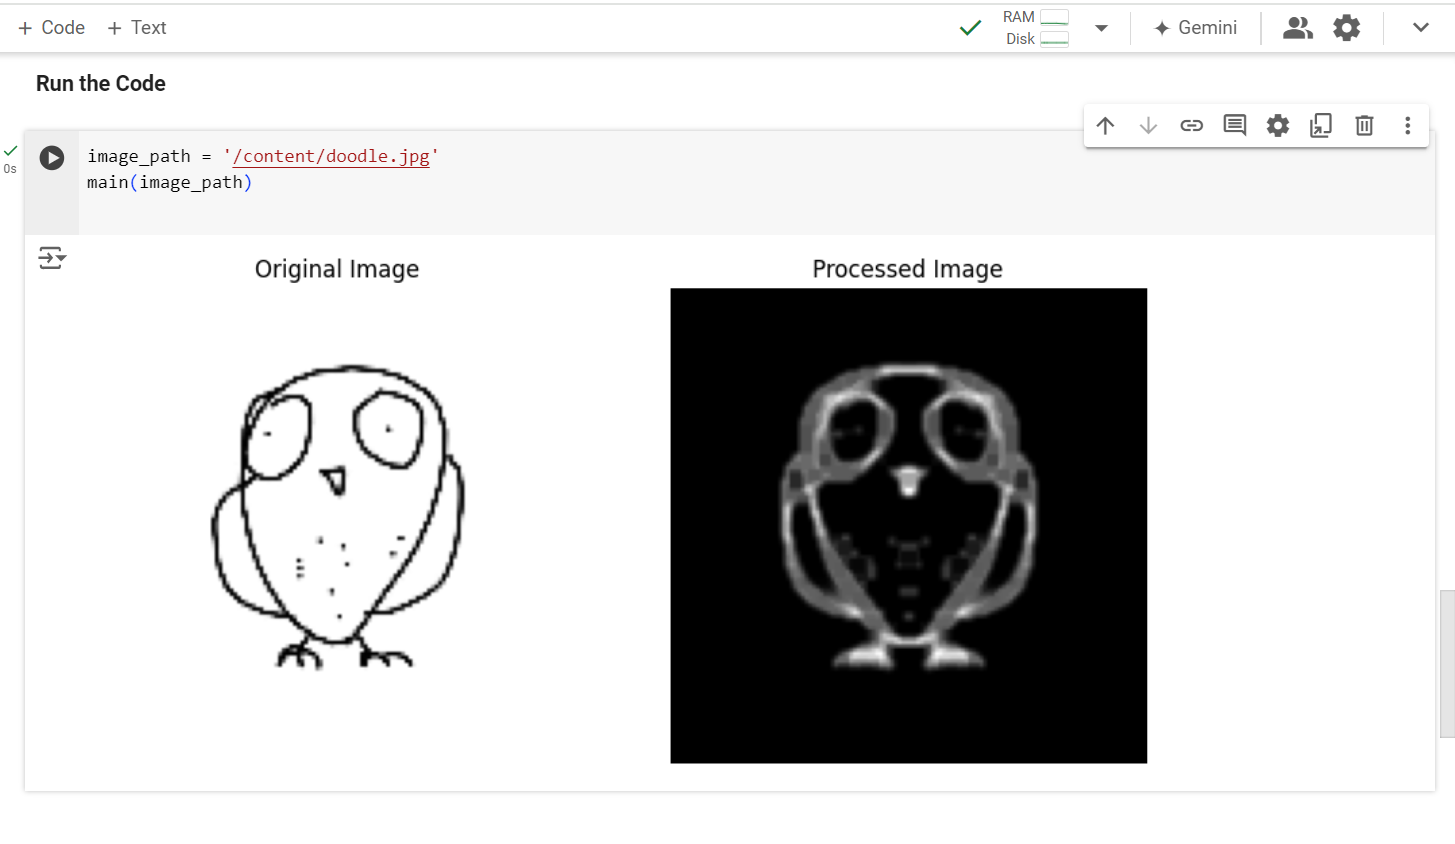 + Code + Text
RAM
Disk
Gemini
Run the Code
0s
image_path = '/content/doodle.jpg'
main(image_path)
Original Image
Processed Image